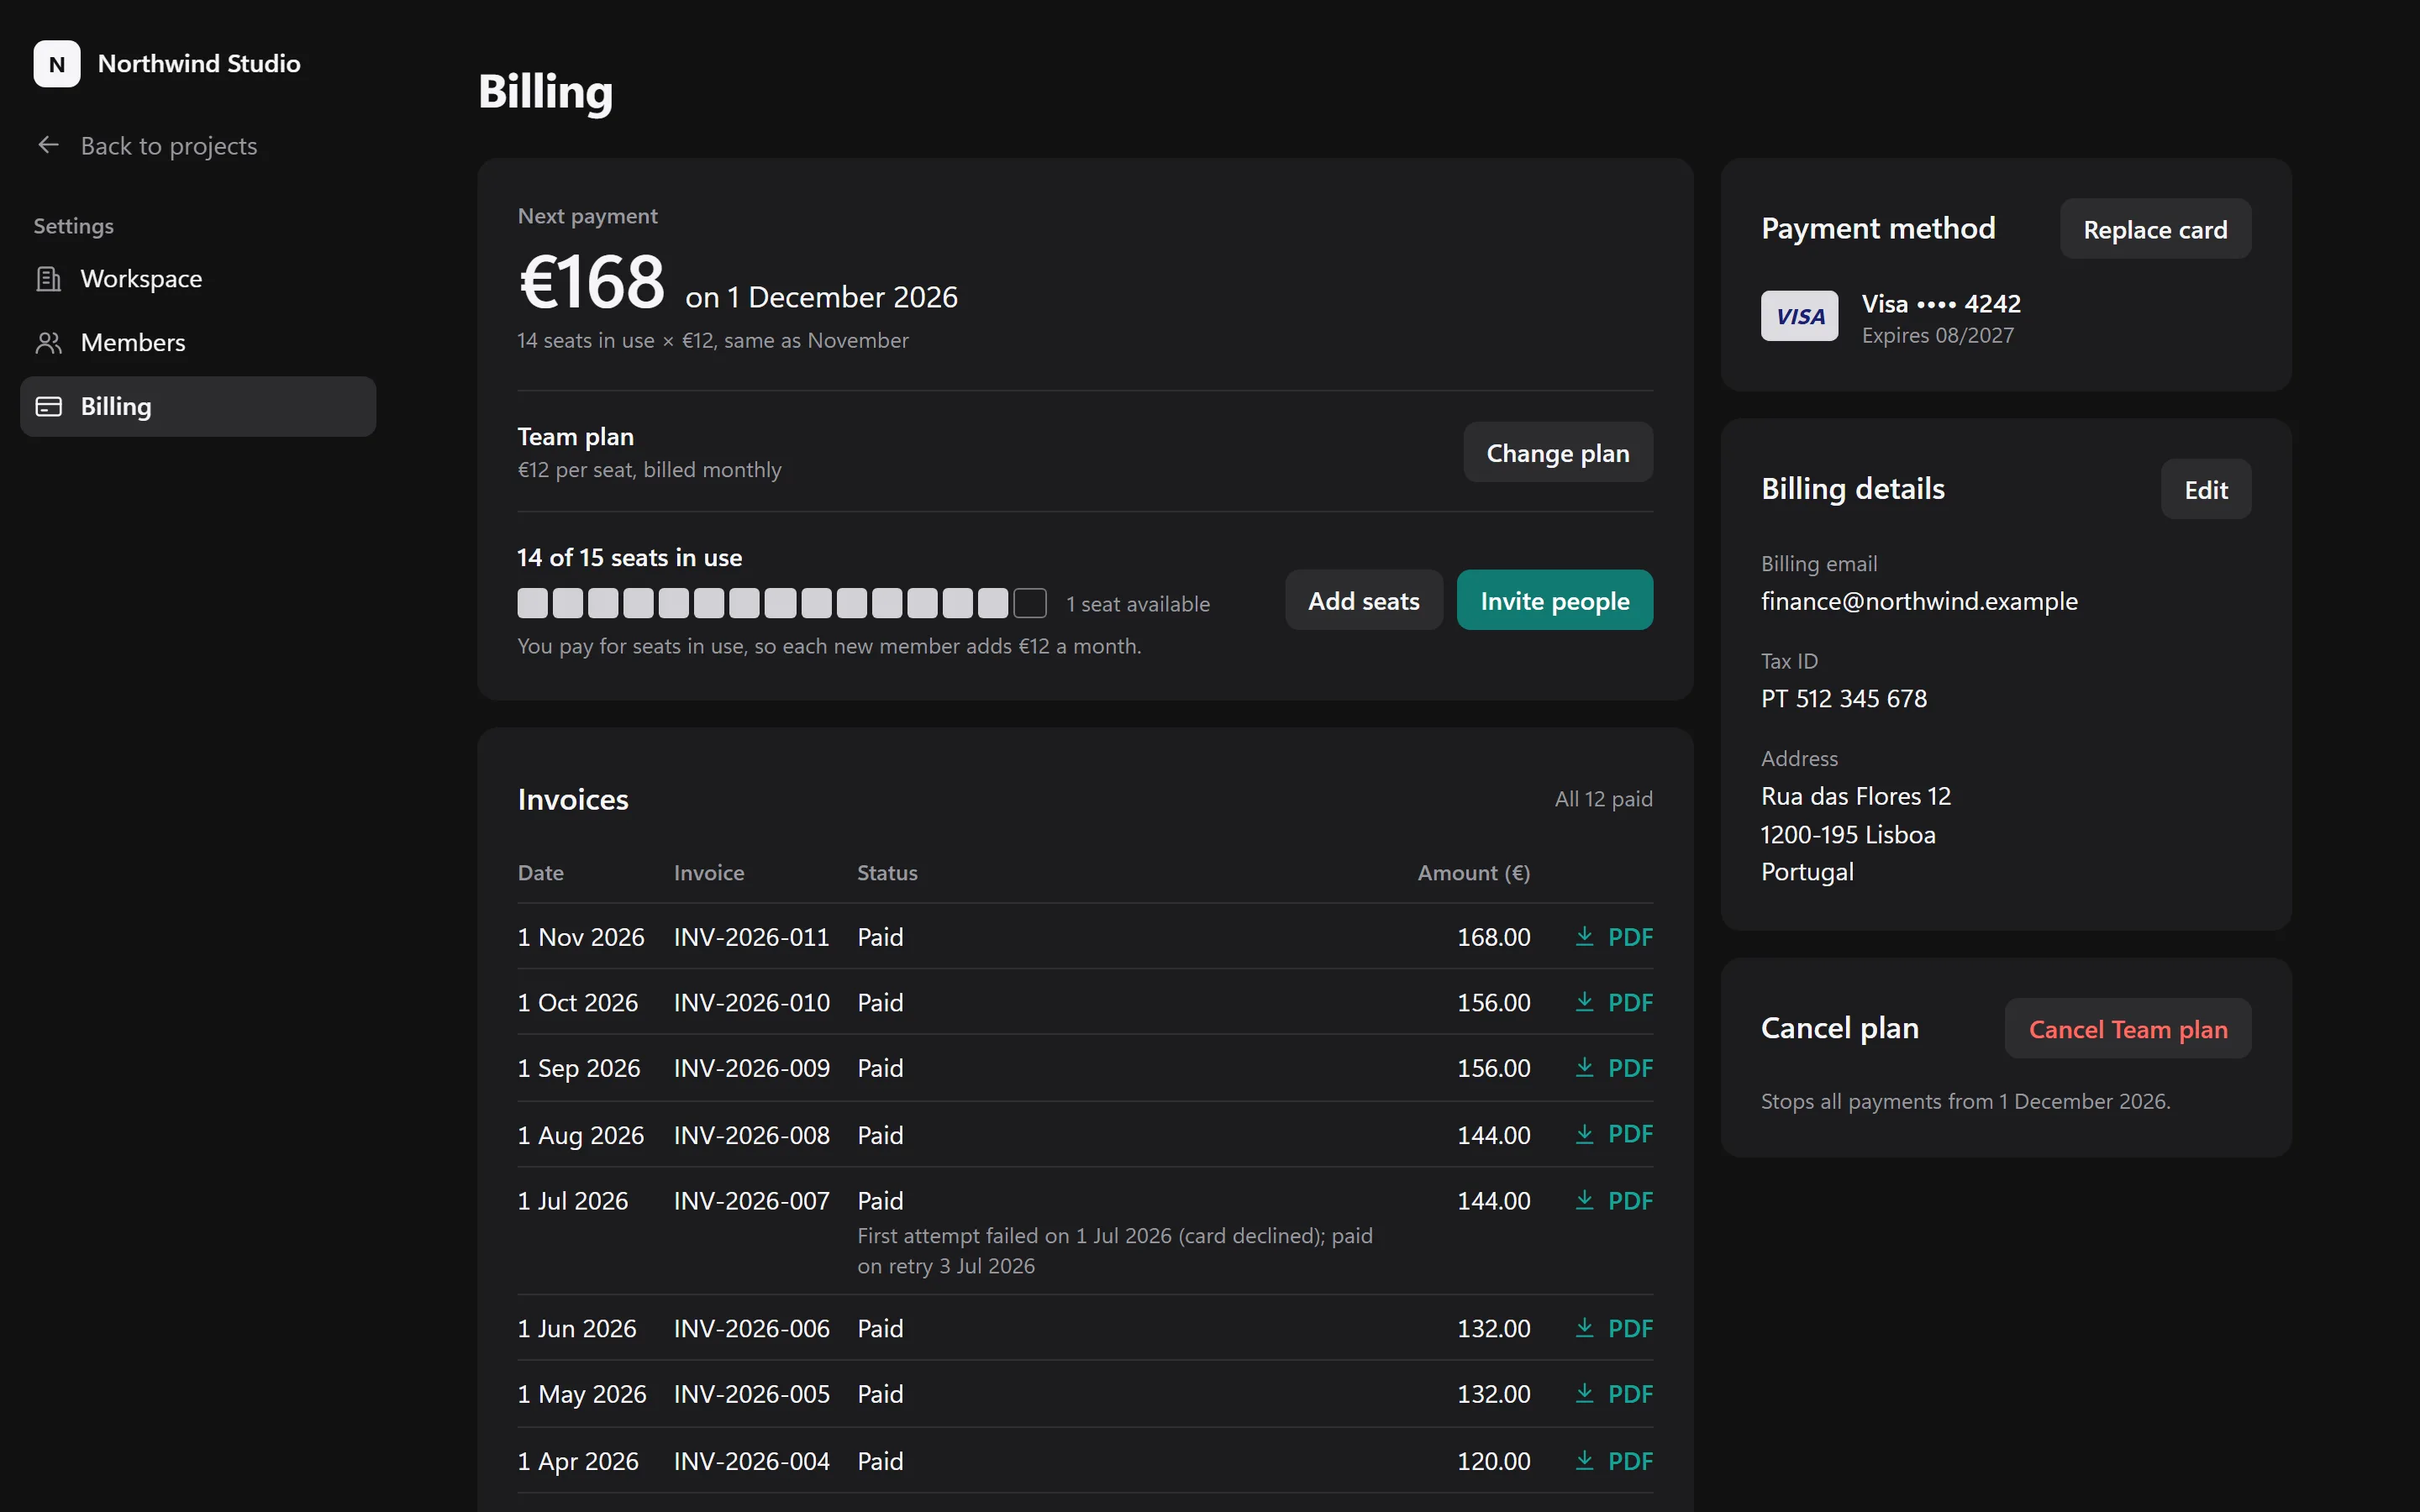 N Northwind Studio
Back to projects
Settings
Workspace
Members
Billing
Billing
Next payment
€168 on 1 December 2026
14 seats in use × €12, same as November
Team plan
€12 per seat, billed monthly
Change plan
14 of 15 seats in use
1 seat available
You pay for seats in use, so each new member adds €12 a month.
Add seats
Invite people
Invoices
All 12 paid
Date Invoice Status Amount (€)
1 Nov 2026 INV-2026-011 Paid 168.00 PDF
1 Oct 2026 INV-2026-010 Paid 156.00 PDF
1 Sep 2026 INV-2026-009 Paid 156.00 PDF
1 Aug 2026 INV-2026-008 Paid 144.00 PDF
1 Jul 2026 INV-2026-007 Paid 144.00 PDF
First attempt failed on 1 Jul 2026 (card declined); paid
on retry 3 Jul 2026
1 Jun 2026 INV-2026-006 Paid 132.00 PDF
1 May 2026 INV-2026-005 Paid 132.00 PDF
1 Apr 2026 INV-2026-004 Paid 120.00 PDF
Payment method
Replace card
VISA
Visa •••• 4242
Expires 08/2027
Billing details
Edit
Billing email
finance@northwind.example
Tax ID
PT 512 345 678
Address
Rua das Flores 12
1200-195 Lisboa
Portugal
Cancel plan
Cancel Team plan
Stops all payments from 1 December 2026.